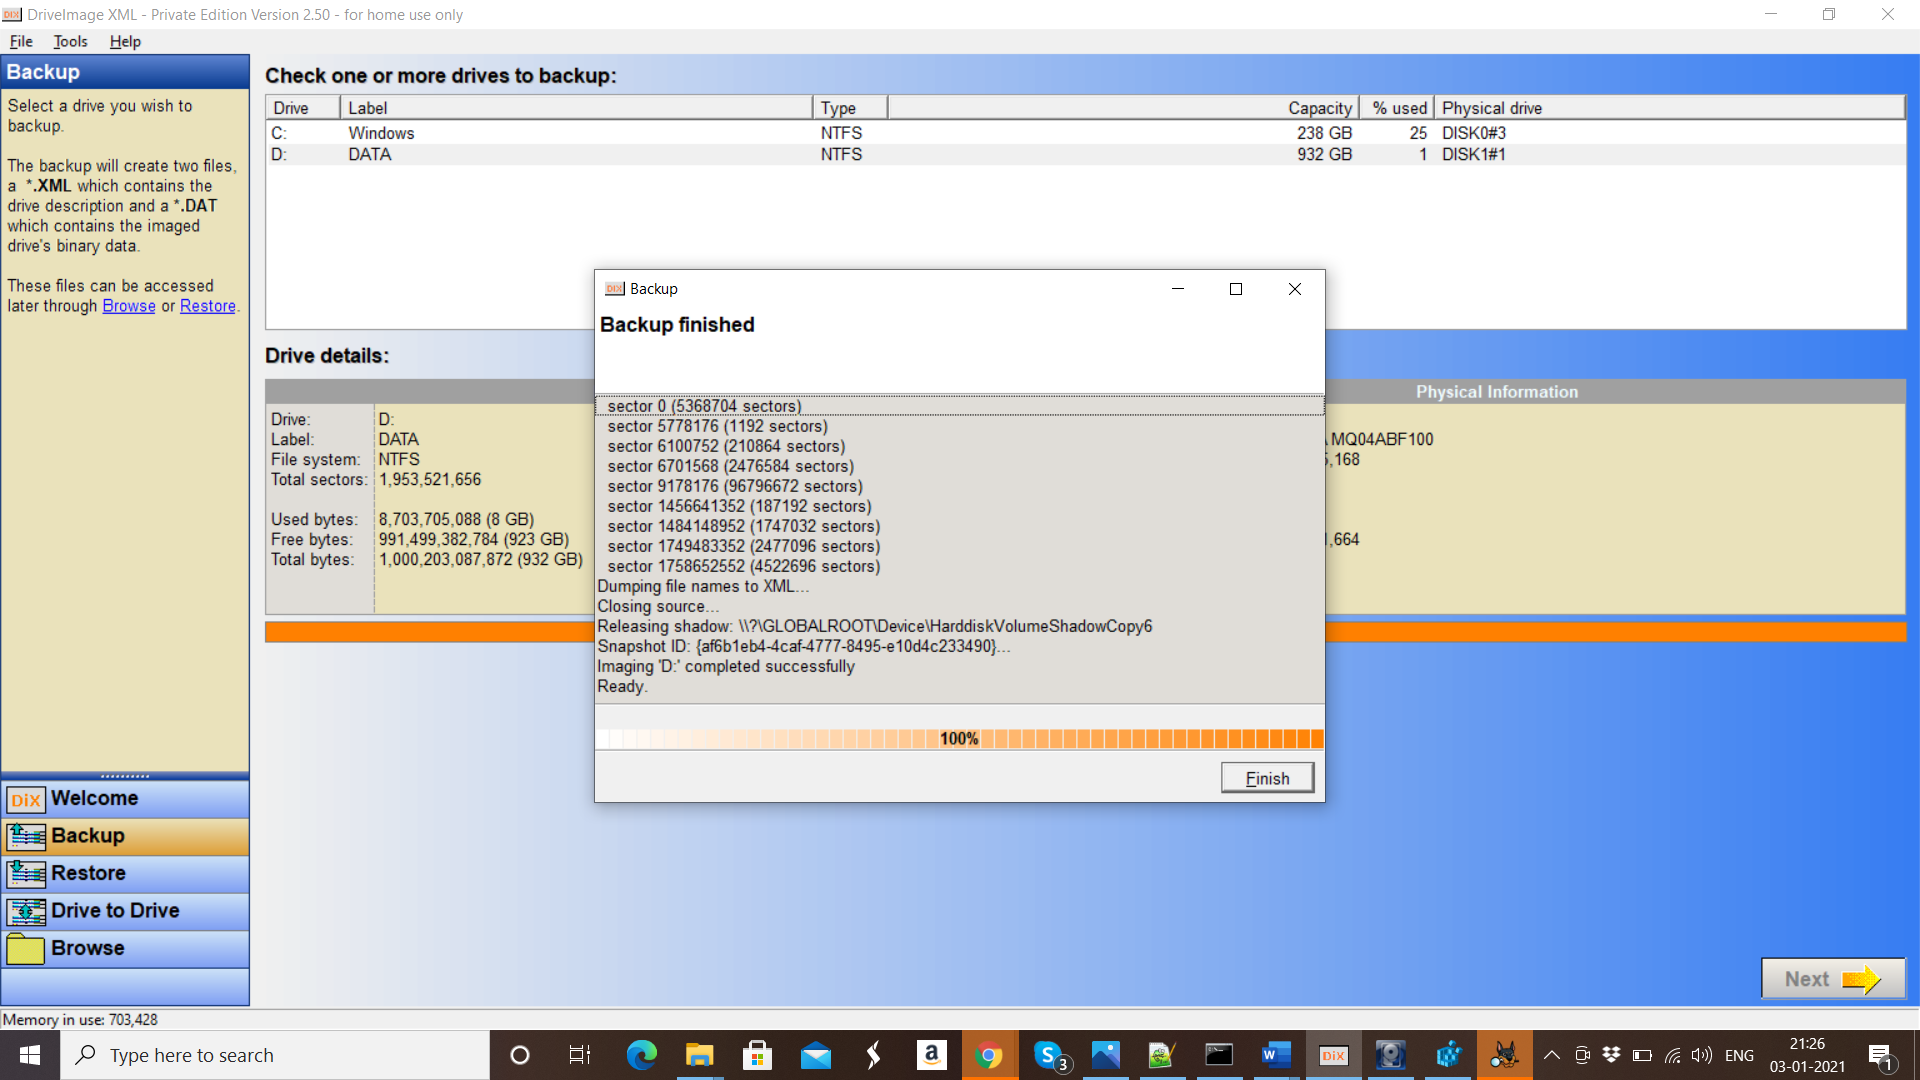 DriveImage XML - Private Edition Version 2.50 - for home use only
File Tools Help
Backup
Select a drive you wish to
backup.
The backup will create two files,
a *.XML which contains the
drive description and a *.DAT
which contains the imaged
drive's binary data.
These files can be accessed
later through Browse or Restore.
DiX Welcome
Backup
Restore
Drive to Drive
Browse
Check one or more drives to backup:
Drive Label Type Capacity % used Physical drive
C: Windows NTFS 238 GB 25 DISK0#3
D: DATA NTFS 932 GB 1 DISK1#1
Drive details:
Physical Information
Drive: D:
Label: DATA
File system: NTFS
Total sectors: 1,953,521,656
Used bytes: 8,703,705,088 (8 GB)
Free bytes: 991,499,382,784 (923 GB)
Total bytes: 1,000,203,087,872 (932 GB)
MQ04ABF100
,168
,664
DiX Backup
Backup finished
sector 0 (5368704 sectors)
sector 5778176 (1192 sectors)
sector 6100752 (210864 sectors)
sector 6701568 (2476584 sectors)
sector 9178176 (96796672 sectors)
sector 1456641352 (187192 sectors)
sector 1484148952 (1747032 sectors)
sector 1749483352 (2477096 sectors)
sector 1758652552 (4522696 sectors)
Dumping file names to XML...
Closing source...
Releasing shadow: \\?\GLOBALROOT\Device\HarddiskVolumeShadowCopy6
Snapshot ID: {af6b1eb4-4caf-4777-8495-e10d4c233490}...
Imaging 'D:' completed successfully
Ready.
100%
Finish
Next
Memory in use: 703,428
Type here to search
a
S 3
W
DiX
ENG
21:26
03-01-2021
1